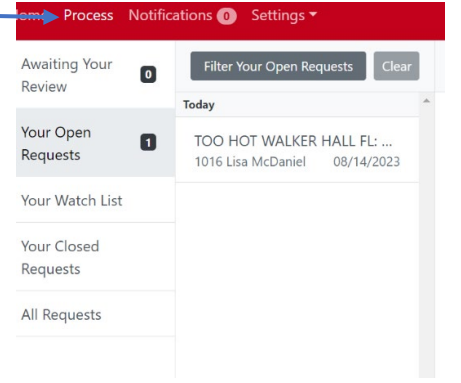 Home Process Notifications 0 Settings
Awaiting Your
Review
0
Your Open
Requests
1
Your Watch List
Your Closed
Requests
All Requests
Filter Your Open Requests Clear
Today
TOO HOT WALKER HALL FL: ...
1016 Lisa McDaniel 08/14/2023